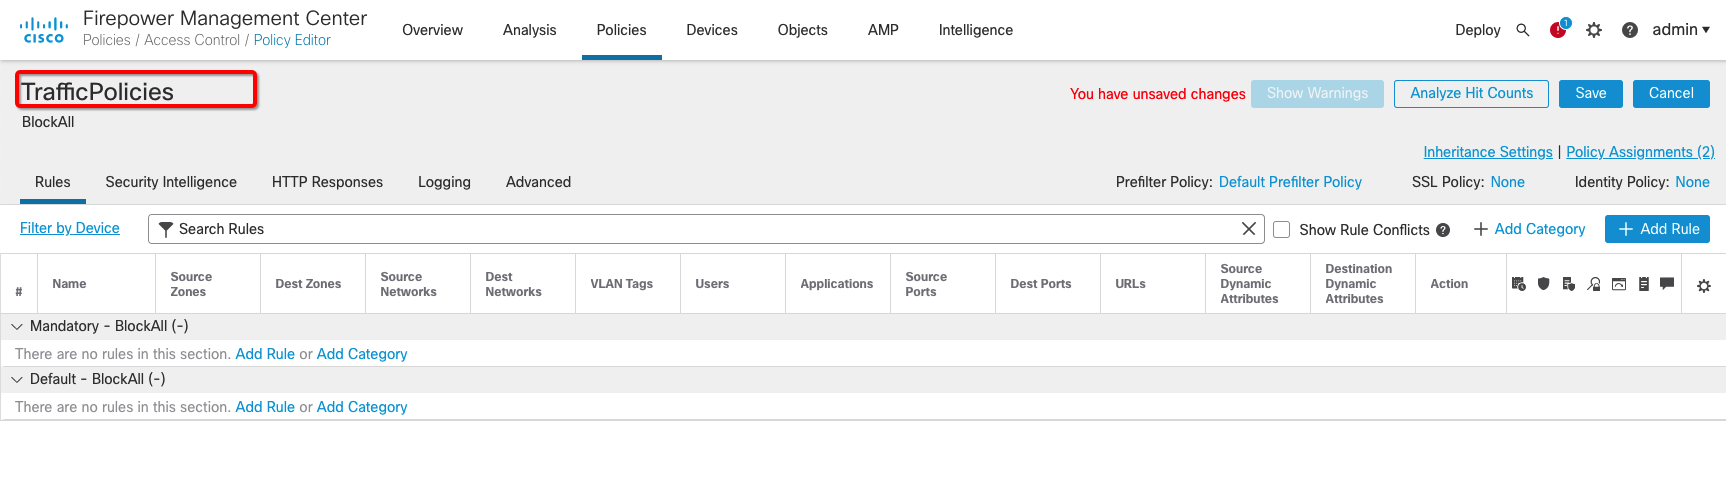 Firepower Management Center
Policies / Access Control / Policy Editor
CISCO
Overview Analysis Policies Devices Objects AMP Intelligence
Deploy 1 admin
TrafficPolicies
BlockAll
You have unsaved changes Show Warnings Analyze Hit Counts Save Cancel
Inheritance Settings | Policy Assignments (2)
Rules Security Intelligence HTTP Responses Logging Advanced
Prefilter Policy: Default Prefilter Policy SSL Policy: None Identity Policy: None
Filter by Device Search Rules Show Rule Conflicts ? + Add Category + Add Rule
# Name Source Zones Dest Zones Source Networks Dest Networks VLAN Tags Users Applications Source Ports Dest Ports URLs Source Dynamic Attributes Destination Dynamic Attributes Action
Mandatory - BlockAll (-)
There are no rules in this section. Add Rule or Add Category
Default - BlockAll (-)
There are no rules in this section. Add Rule or Add Category